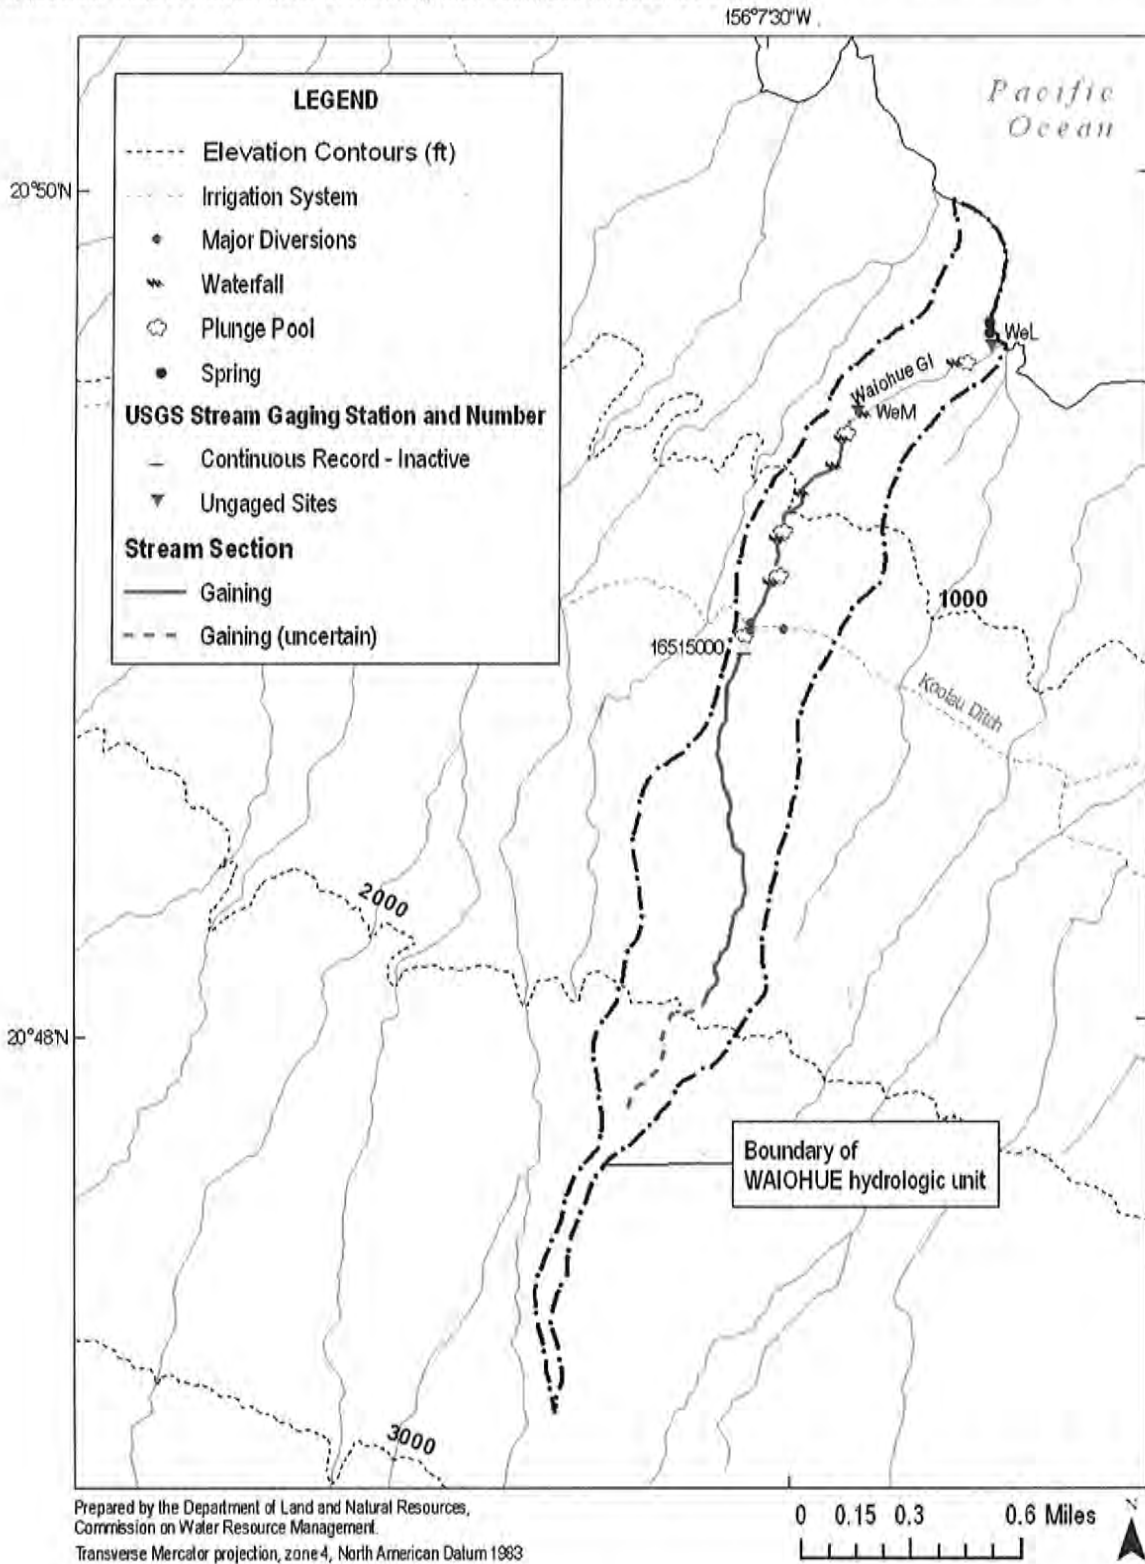 156°7'30"W
Pacific
Ocean
20°50'N
LEGEND
Elevation Contours (ft)
Irrigation System
Major Diversions
Waterfall
Plunge Pool
Spring
USGS Stream Gaging Station and Number
Continuous Record - Inactive
Ungaged Sites
Stream Section
Gaining
Gaining (uncertain)
WeL
Waiohue Gl
WeM
1000
16515000
Koolau Ditch
2000
20°48'N
Boundary of
WAIOHUE hydrologic unit
3000
Prepared by the Department of Land and Natural Resources,
Commission on Water Resource Management.
Transverse Mercator projection, zone 4, North American Datum 1983
0 0.15 0.3 0.6 Miles
N